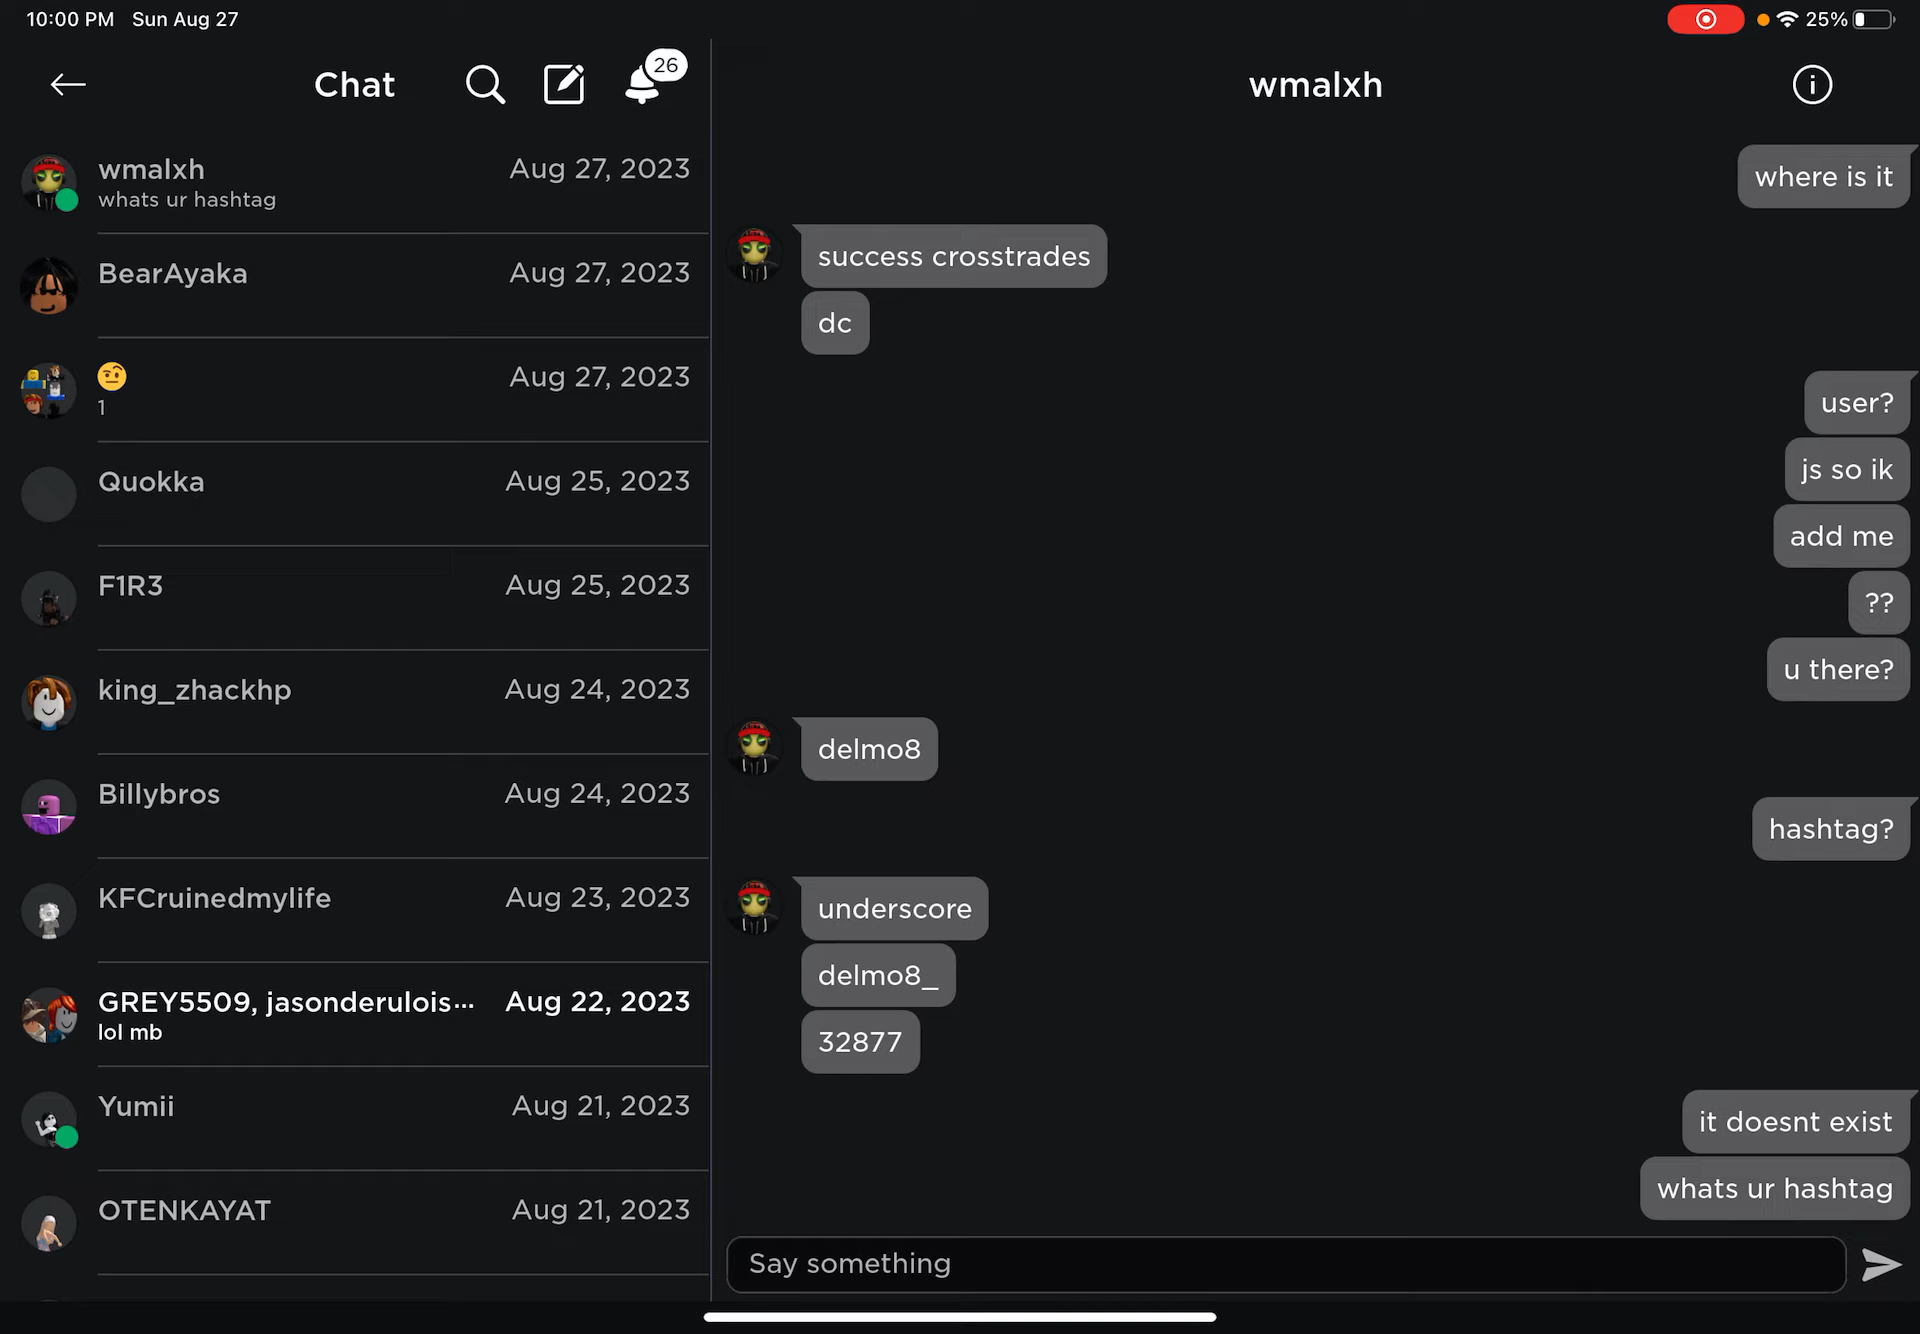 10:00 PM Sun Aug 27
25%
Chat
26
wmalxh
Aug 27, 2023
whats ur hashtag
BearAyaka
Aug 27, 2023
🤨
Aug 27, 2023
1
Quokka
Aug 25, 2023
F1R3
Aug 25, 2023
king_zhackhp
Aug 24, 2023
Billybros
Aug 24, 2023
KFCruinedmylife
Aug 23, 2023
GREY5509, jasonderulois...
Aug 22, 2023
lol mb
Yumii
Aug 21, 2023
OTENKAYAT
Aug 21, 2023
wmalxh
where is it
success crosstrades
dc
user?
js so ik
add me
??
u there?
delmo8
hashtag?
underscore
delmo8_
32877
it doesnt exist
whats ur hashtag
Say something